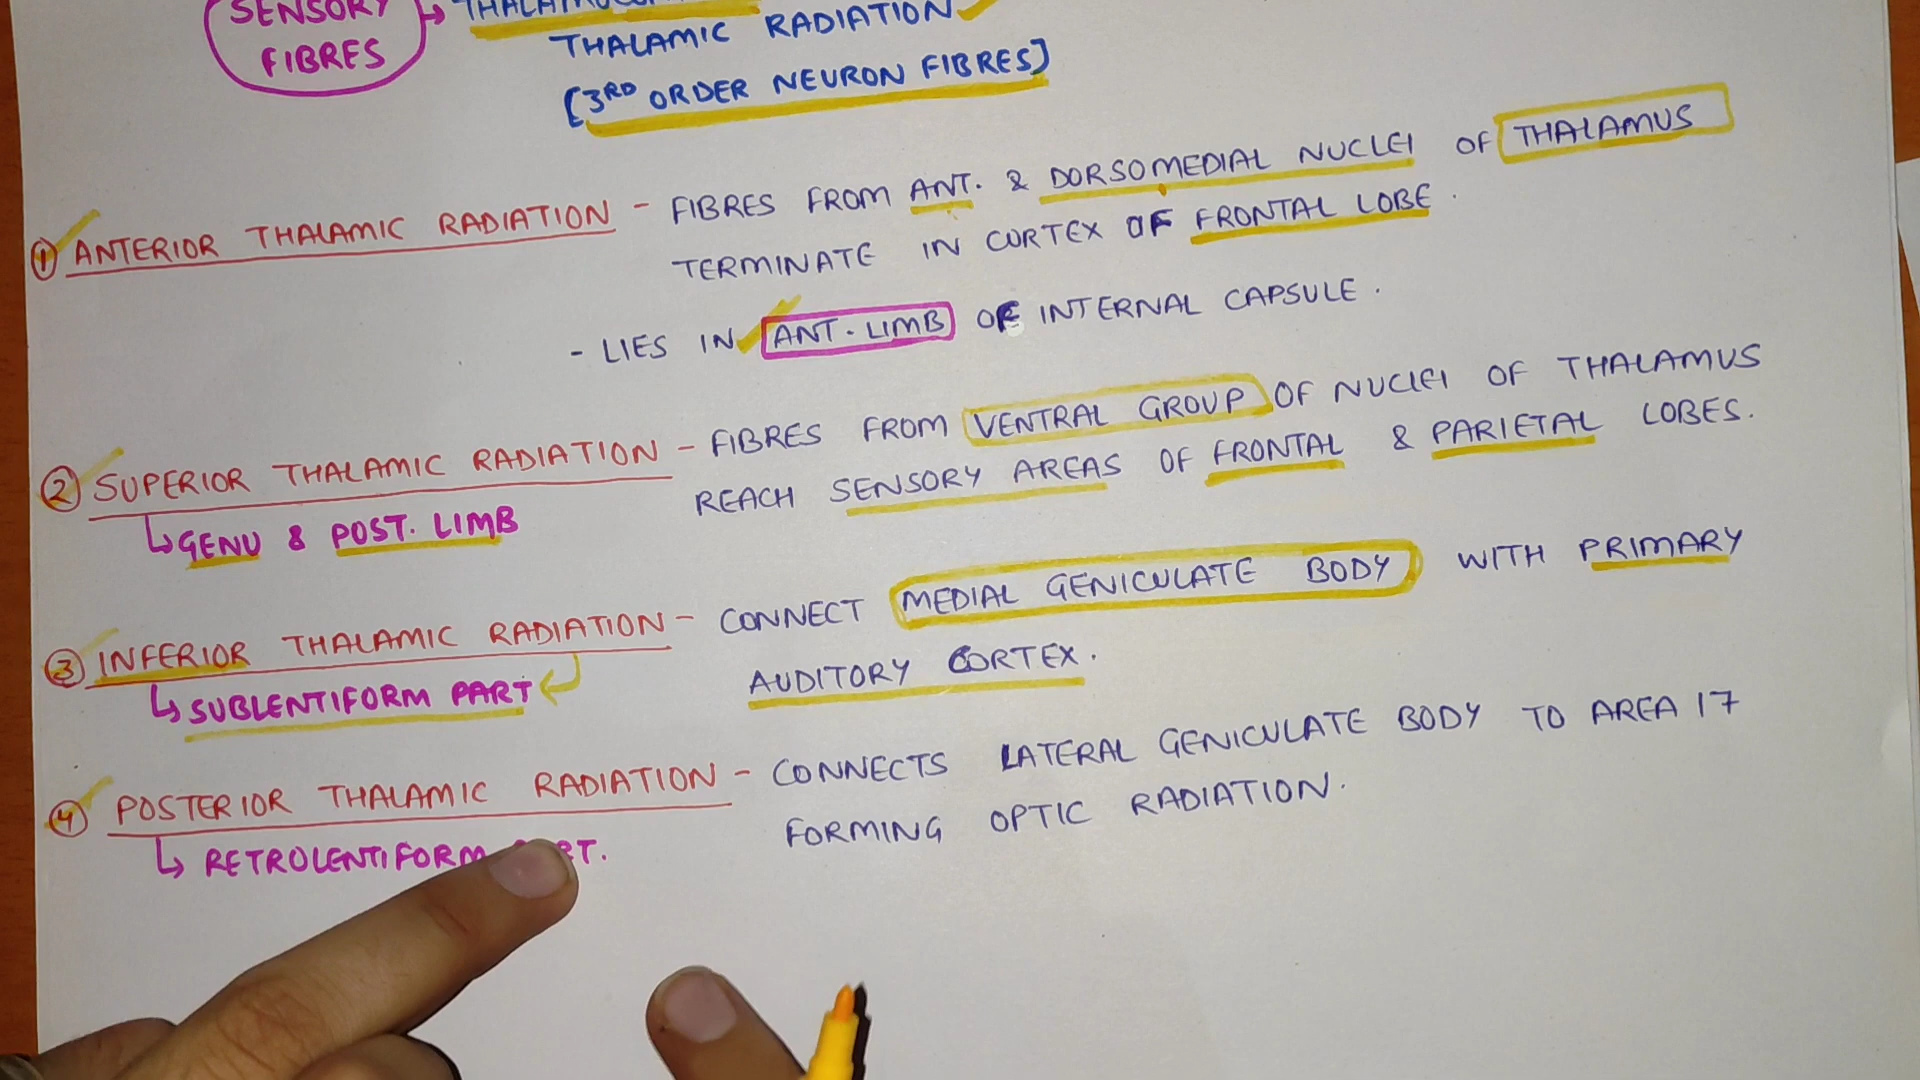 SENSORY
FIBRES
THALAMIC RADIATION
[3RD ORDER NEURON FIBRES]
① ANTERIOR THALAMIC RADIATION - FIBRES FROM ANT. & DORSOMEDIAL NUCLEI OF THALAMUS
TERMINATE IN CORTEX OF FRONTAL LOBE.
- LIES IN ANT. LIMB OF INTERNAL CAPSULE.
② SUPERIOR THALAMIC RADIATION - FIBRES FROM VENTRAL GROUP OF NUCLEI OF THALAMUS
REACH SENSORY AREAS OF FRONTAL & PARIETAL LOBES.
↳ GENU & POST. LIMB
③ INFERIOR THALAMIC RADIATION - CONNECT MEDIAL GENICULATE BODY WITH PRIMARY
AUDITORY CORTEX.
↳ SUBLENTIFORM PART
④ POSTERIOR THALAMIC RADIATION - CONNECTS LATERAL GENICULATE BODY TO AREA 17
FORMING OPTIC RADIATION.
↳ RETROLENTIFORM